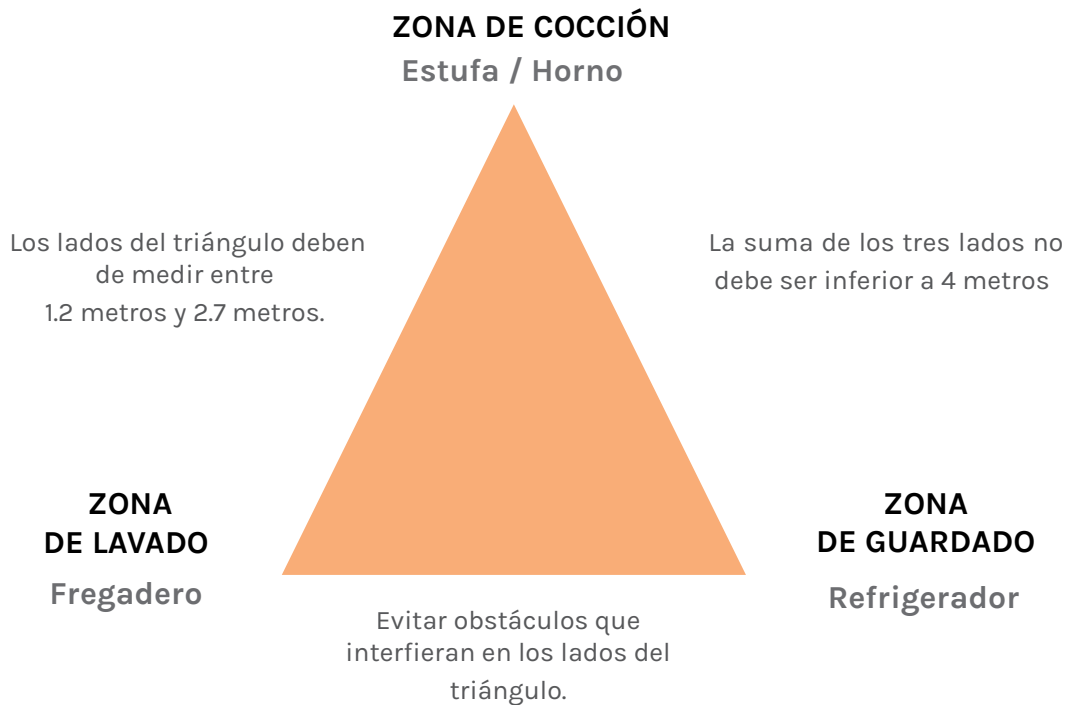 ZONA DE COCCIÓN
Estufa / Horno
Los lados del triángulo deben
de medir entre
1.2 metros y 2.7 metros.
La suma de los tres lados no
debe ser inferior a 4 metros
ZONA
DE LAVADO
Fregadero
ZONA
DE GUARDADO
Refrigerador
Evitar obstáculos que
interfieran en los lados del
triángulo.